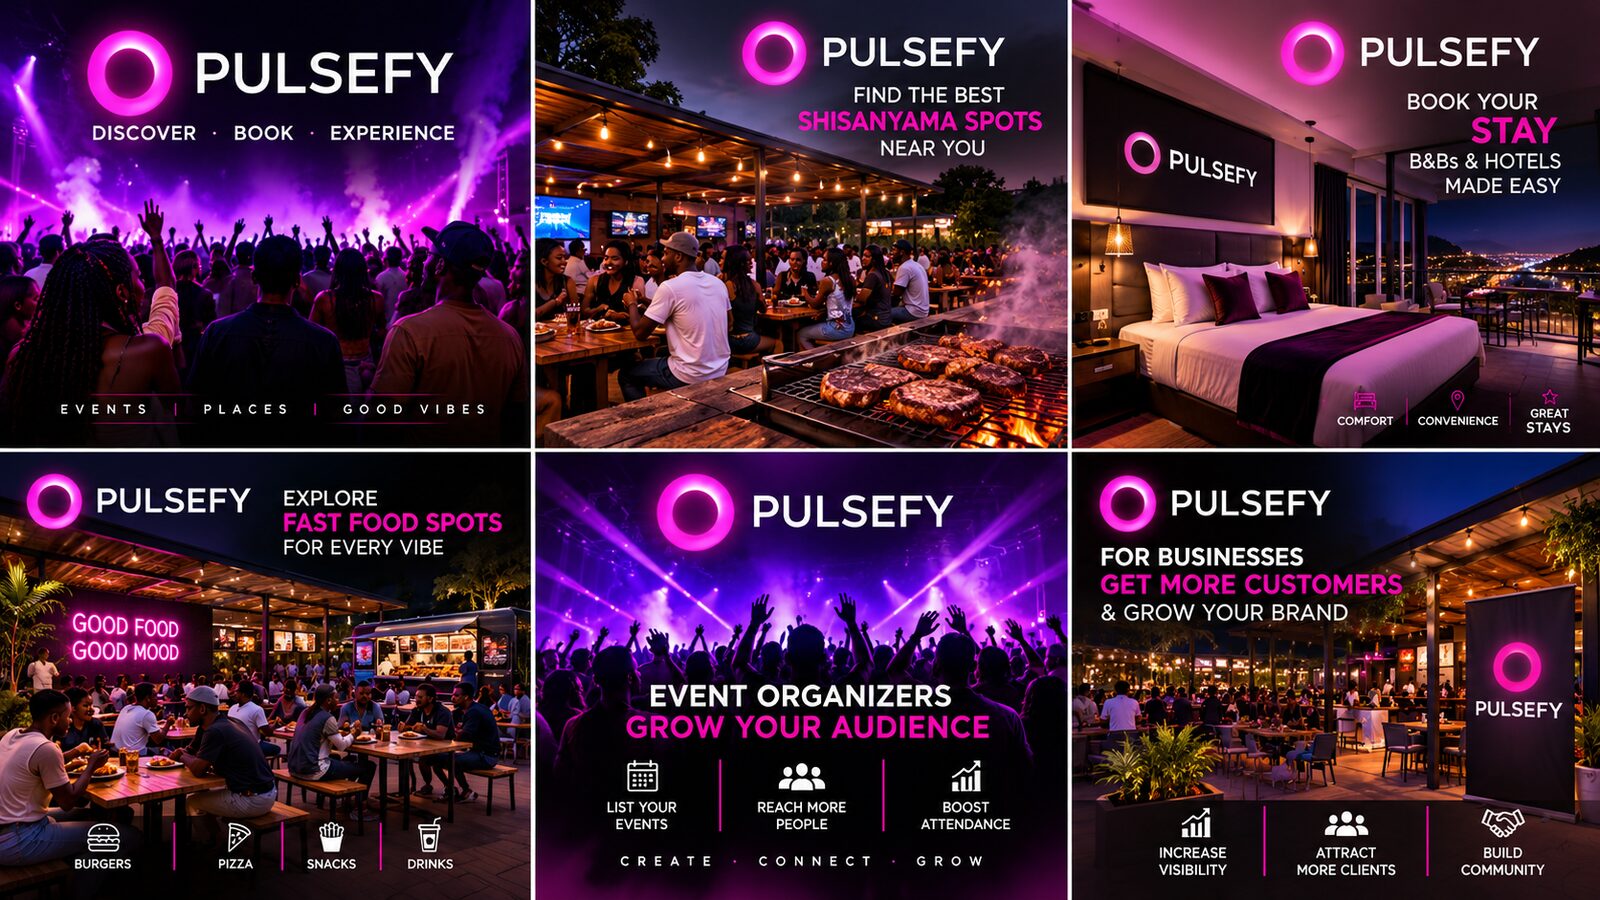 PULSEFY
DISCOVER · BOOK · EXPERIENCE
EVENTS | PLACES | GOOD VIBES
PULSEFY
FIND THE BEST
SHISANYAMA SPOTS
NEAR YOU
PULSEFY
BOOK YOUR
STAY
B&Bs & HOTELS
MADE EASY
PULSEFY
COMFORT
CONVENIENCE
GREAT
STAYS
PULSEFY
EXPLORE
FAST FOOD SPOTS
FOR EVERY VIBE
GOOD FOOD
GOOD MOOD
BURGERS
PIZZA
SNACKS
DRINKS
PULSEFY
EVENT ORGANIZERS
GROW YOUR AUDIENCE
LIST YOUR
EVENTS
REACH MORE
PEOPLE
BOOST
ATTENDANCE
CREATE · CONNECT · GROW
PULSEFY
FOR BUSINESSES
GET MORE CUSTOMERS
& GROW YOUR BRAND
PULSEFY
INCREASE
VISIBILITY
ATTRACT
MORE CLIENTS
BUILD
COMMUNITY